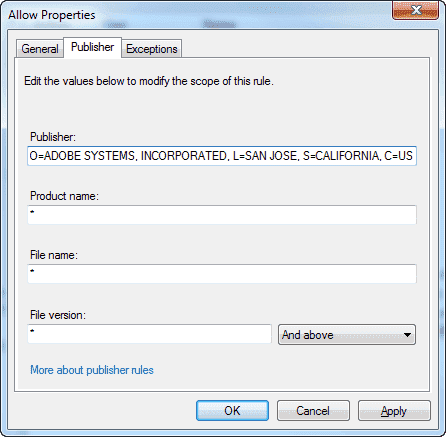 Allow Properties
General
Publisher
Exceptions
Edit the values below to modify the scope of this rule.
Publisher:
O=ADOBE SYSTEMS, INCORPORATED, L=SAN JOSE, S=CALIFORNIA, C=US
Product name:
*
File name:
*
File version:
*
And above
More about publisher rules
OK
Cancel
Apply